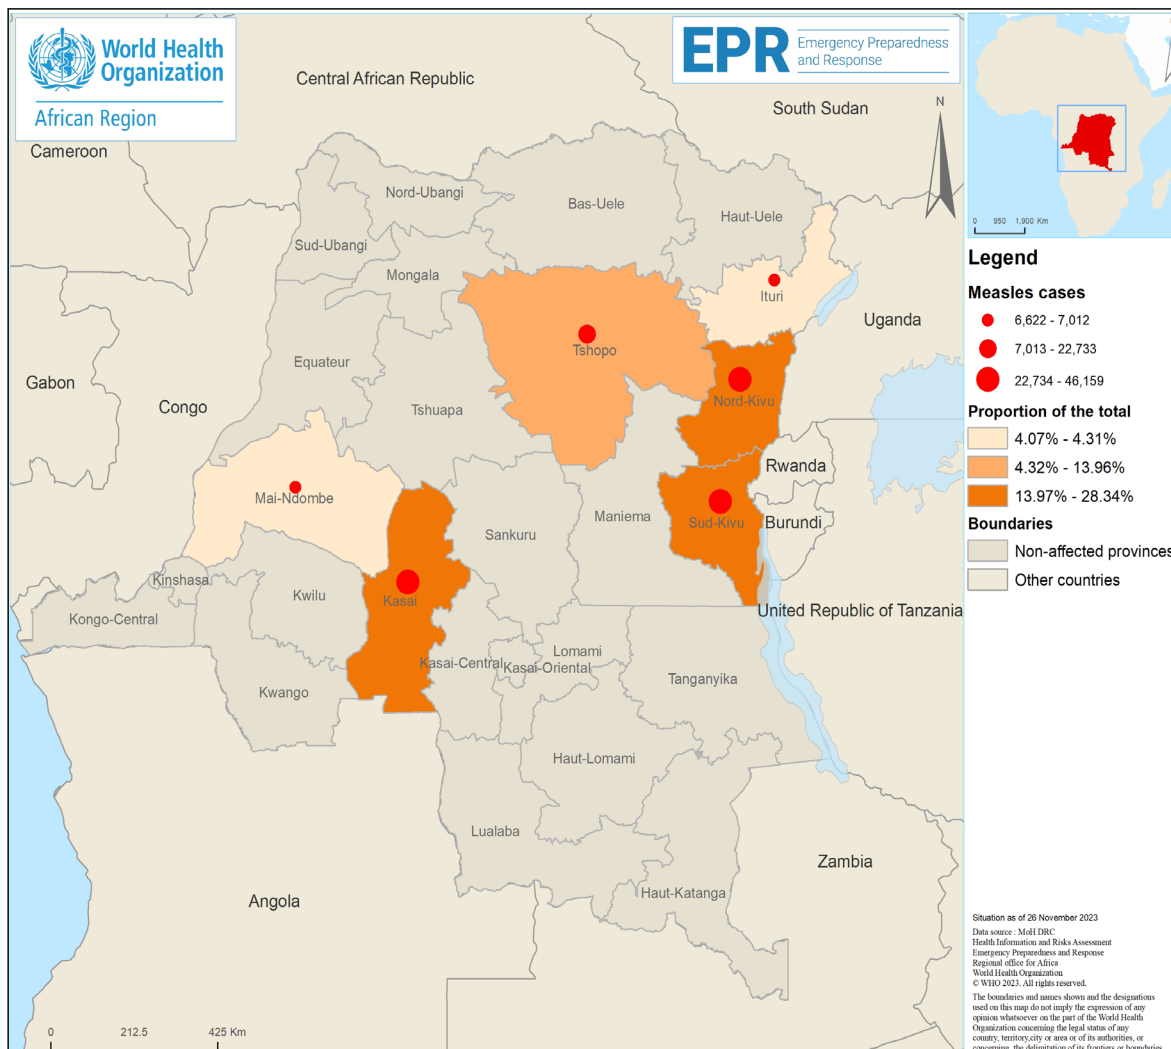 World Health
Organization
African Region
EPR
Emergency Preparedness
and Response
Central African Republic
South Sudan
Cameroon
N
Nord-Ubangi
Bas-Uele
Haut-Uele
Sud-Ubangi
Mongala
Ituri
Uganda
Tshopo
Equateur
Gabon
Congo
Tshuapa
Nord-Kivu
Rwanda
Mai-Ndombe
Maniema
Sud-Kivu
Burundi
Sankuru
Kinshasa
Kwilu
Kasai
Kongo-Central
United Republic of Tanzania
Lomami
Kasai-Central
Kasai-Oriental
Tanganyika
Kwango
Haut-Lomami
Lualaba
Zambia
Haut-Katanga
Angola
0 212.5 425 Km
0 950 1,900 Km
Legend
Measles cases
6,622 - 7,012
7,013 - 22,733
22,734 - 46,159
Proportion of the total
4.07% - 4.31%
4.32% - 13.96%
13.97% - 28.34%
Boundaries
Non-affected provinces
Other countries
Situation as of 26 November 2023
Data source : MoH DRC
Health Information and Risks Assessment
Emergency Preparedness and Response
Regional office for Africa
World Health Organization
© WHO 2023. All rights reserved.
The boundaries and names shown and the designations
used on this map do not imply the expression of any
opinion whatsoever on the part of the World Health
Organization concerning the legal status of any
country, territory,city or area or of its authorities, or
concerning, the delimitation of its frontiers or boundaries